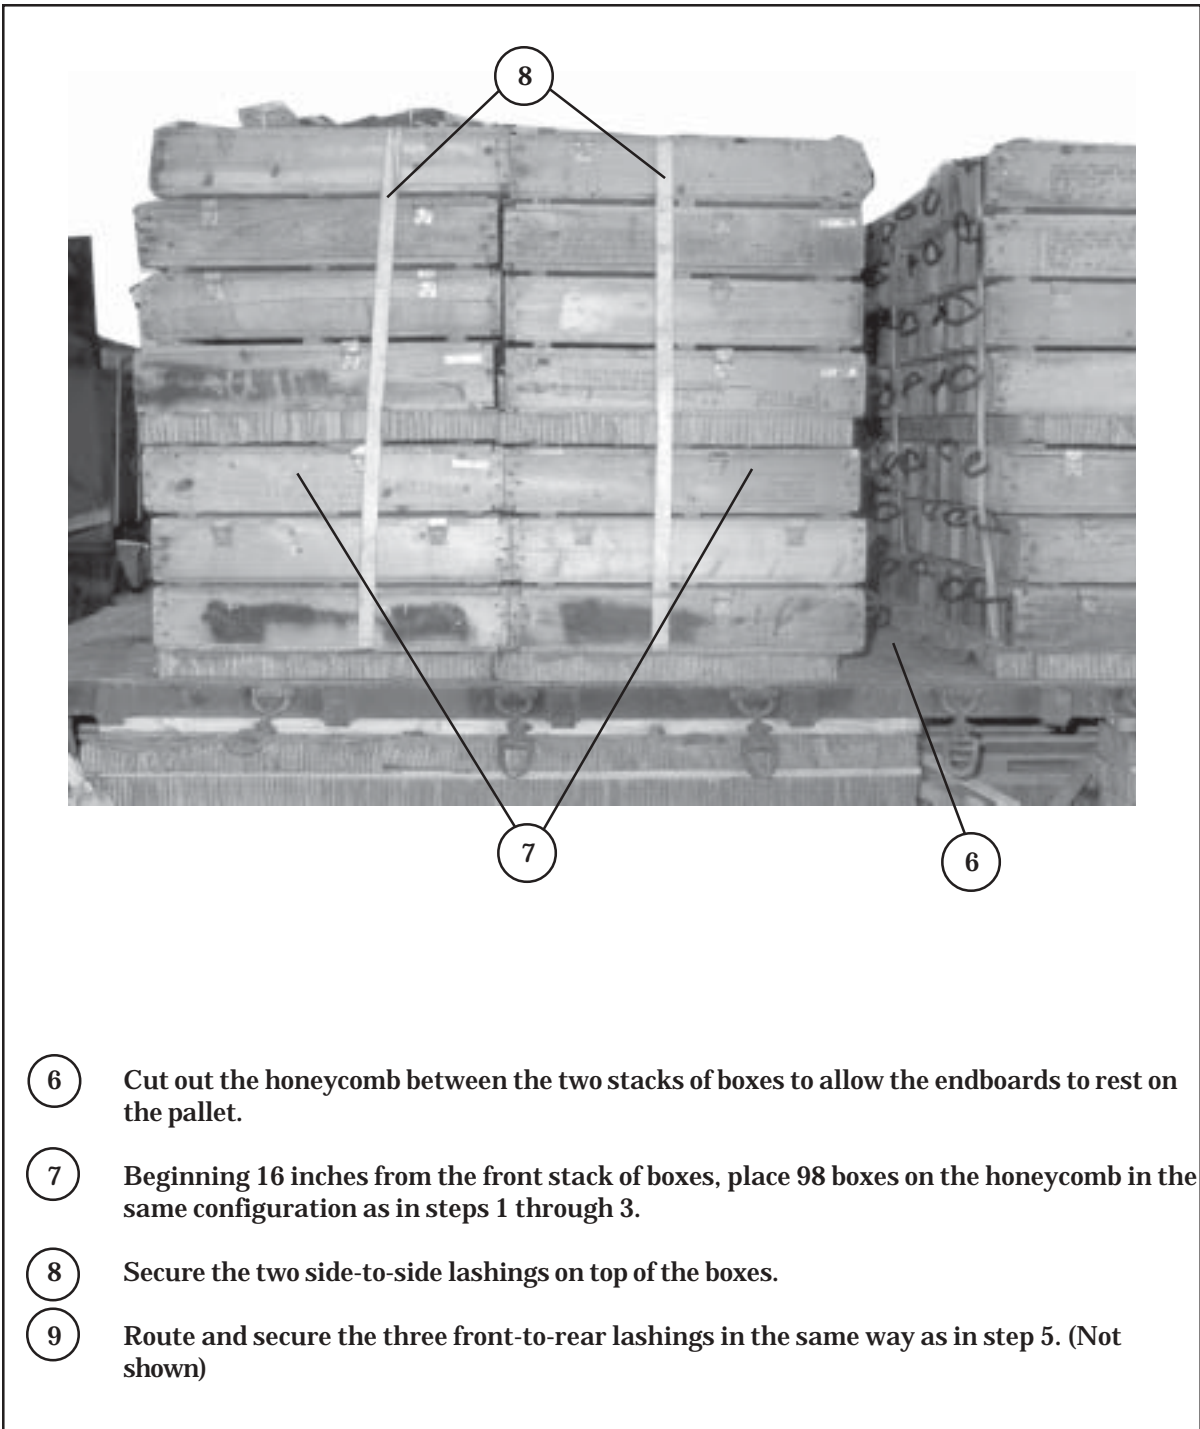 8
7
6
6 Cut out the honeycomb between the two stacks of boxes to allow the endboards to rest on
the pallet.
7 Beginning 16 inches from the front stack of boxes, place 98 boxes on the honeycomb in the
same configuration as in steps 1 through 3.
8 Secure the two side-to-side lashings on top of the boxes.
9 Route and secure the three front-to-rear lashings in the same way as in step 5. (Not
shown)